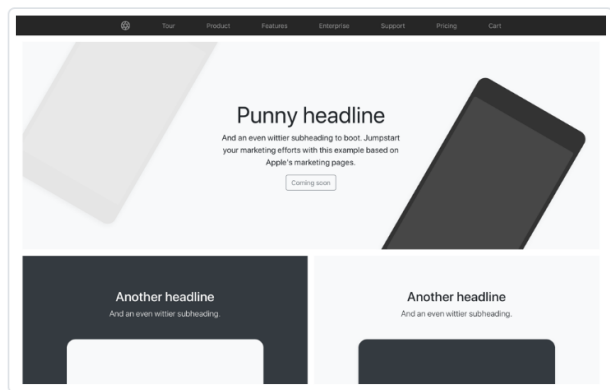 Tour Product Features Enterprise Support Pricing Cart
Punny headline
And an even wittier subheading to boot. Jumpstart
your marketing efforts with this example based on
Apple's marketing pages.
Coming soon
Another headline
And an even wittier subheading.
Another headline
And an even wittier subheading.